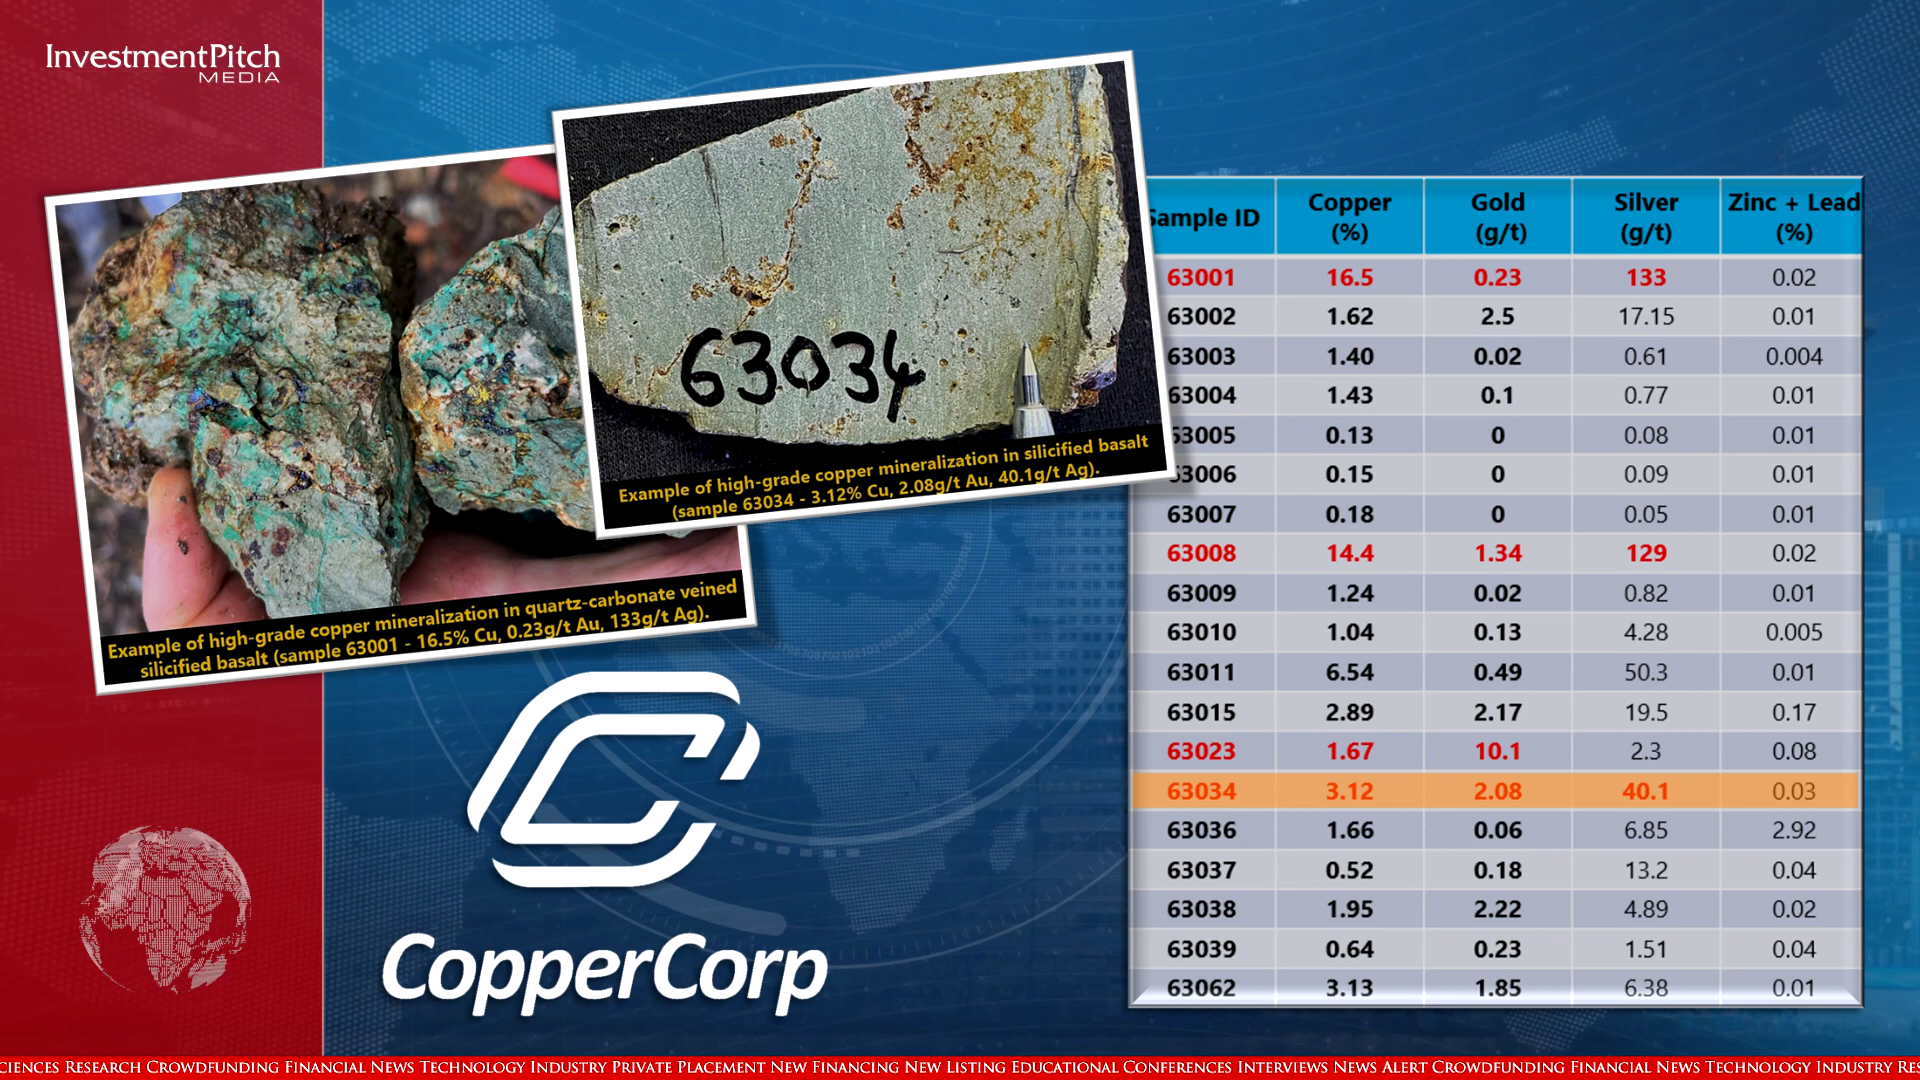 InvestmentPitch
MEDIA
63034
Example of high-grade copper mineralization in silicified basalt
(sample 63034 - 3.12% Cu, 2.08g/t Au, 40.1g/t Ag).
Example of high-grade copper mineralization in quartz-carbonate veined
silicified basalt (sample 63001 - 16.5% Cu, 0.23g/t Au, 133g/t Ag).
CopperCorp
Sample ID Copper (%) Gold (g/t) Silver (g/t) Zinc + Lead (%)
63001 16.5 0.23 133 0.02
63002 1.62 2.5 17.15 0.01
63003 1.40 0.02 0.61 0.004
63004 1.43 0.1 0.77 0.01
63005 0.13 0 0.08 0.01
63006 0.15 0 0.09 0.01
63007 0.18 0 0.05 0.01
63008 14.4 1.34 129 0.02
63009 1.24 0.02 0.82 0.01
63010 1.04 0.13 4.28 0.005
63011 6.54 0.49 50.3 0.01
63015 2.89 2.17 19.5 0.17
63023 1.67 10.1 2.3 0.08
63034 3.12 2.08 40.1 0.03
63036 1.66 0.06 6.85 2.92
63037 0.52 0.18 13.2 0.04
63038 1.95 2.22 4.89 0.02
63039 0.64 0.23 1.51 0.04
63062 3.13 1.85 6.38 0.01
CIENCES RESEARCH CROWDFUNDING FINANCIAL NEWS TECHNOLOGY INDUSTRY PRIVATE PLACEMENT NEW FINANCING NEW LISTING EDUCATIONAL CONFERENCES INTERVIEWS NEWS ALERT CROWDFUNDING FINANCIAL NEWS TECHNOLOGY INDUSTRY RES